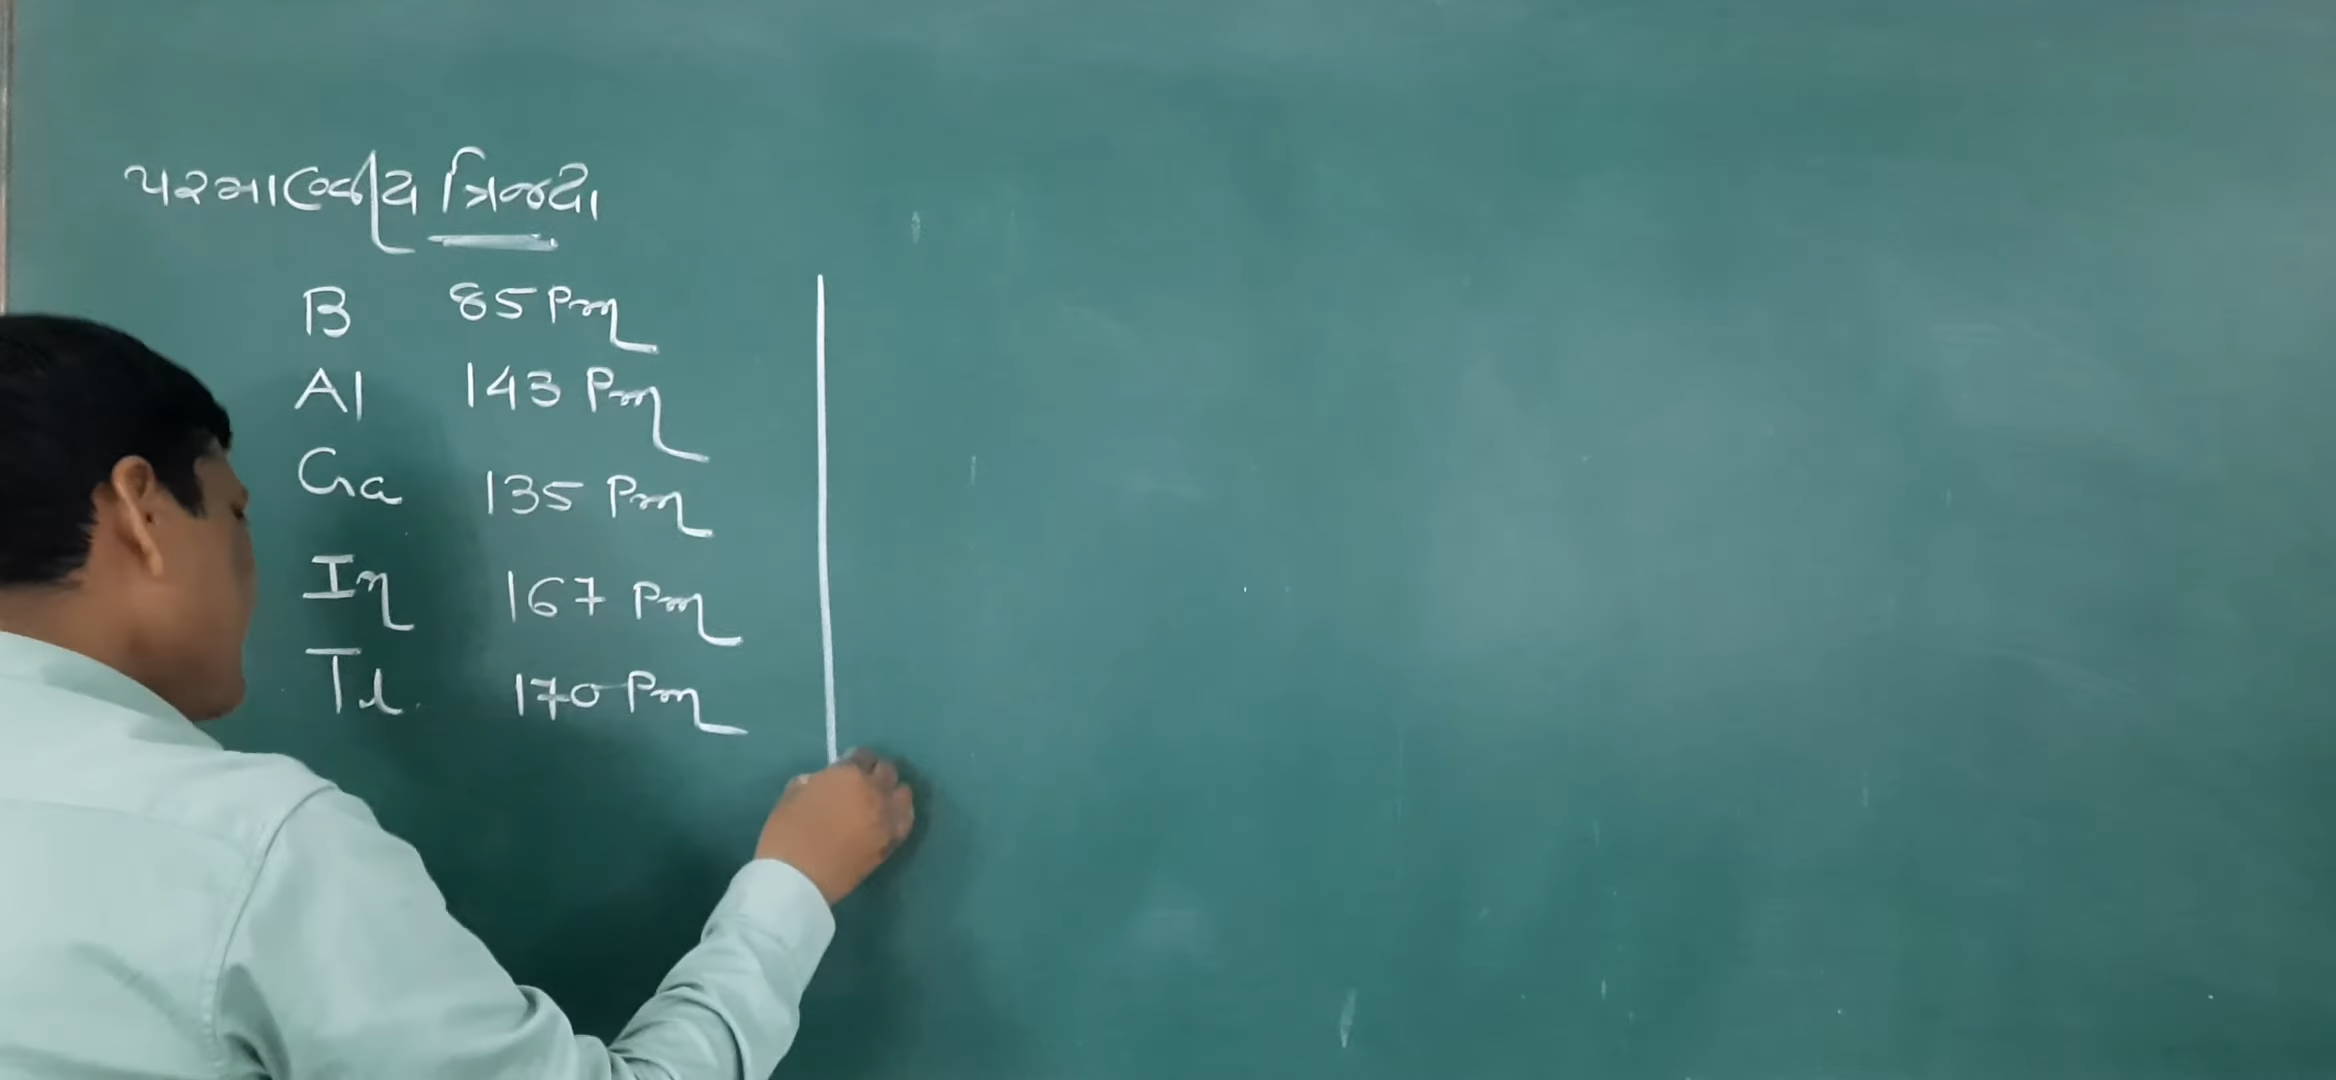 પરમાણ્વીય ત્રિજ્યા
B 85 Pm
Al 143 Pm
Ga 135 Pm
In 167 Pm
Tl 170 Pm